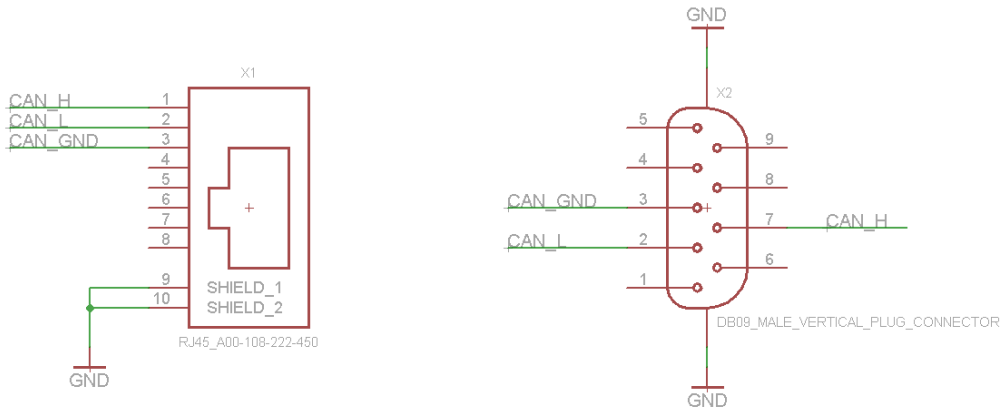 X1
CAN_H 1
CAN_L 2
CAN_GND 3
4
5
6
7
8
9 SHIELD_1
10 SHIELD_2
RJ45_A00-108-222-450
GND
GND
X2
5
9
4
8
CAN_GND 3
7 CAN_H
CAN_L 2
6
1
DB09_MALE_VERTICAL_PLUG_CONNECTOR
GND